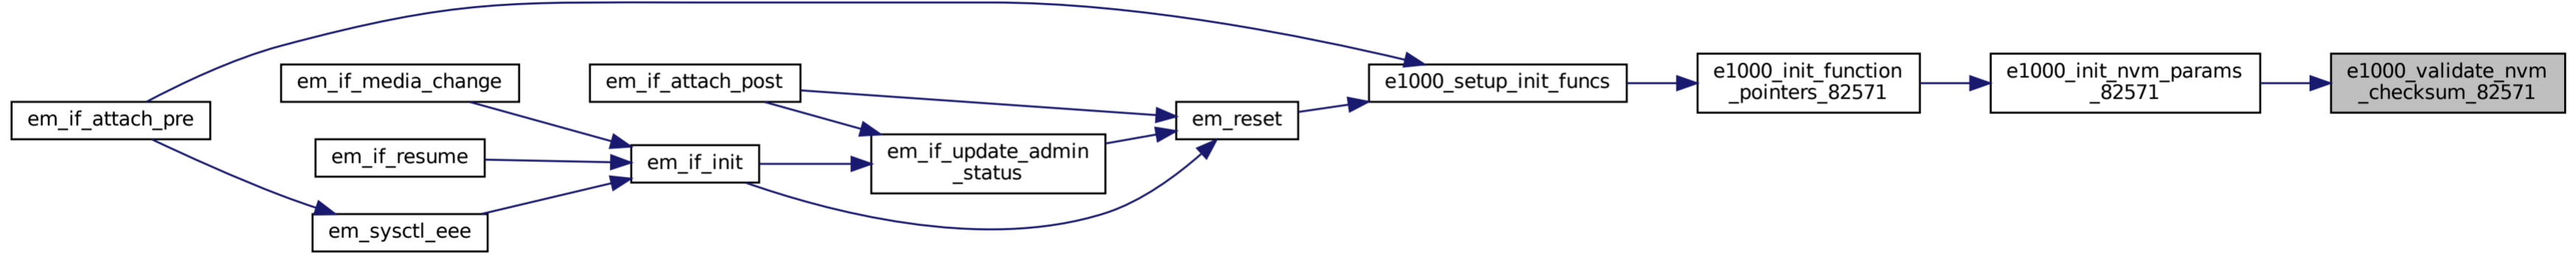 em_if_attach_pre
em_if_media_change
em_if_resume
em_sysctl_eee
em_if_attach_post
em_if_init
em_if_update_admin
_status
em_reset
e1000_setup_init_funcs
e1000_init_function
_pointers_82571
e1000_init_nvm_params
_82571
e1000_validate_nvm
_checksum_82571